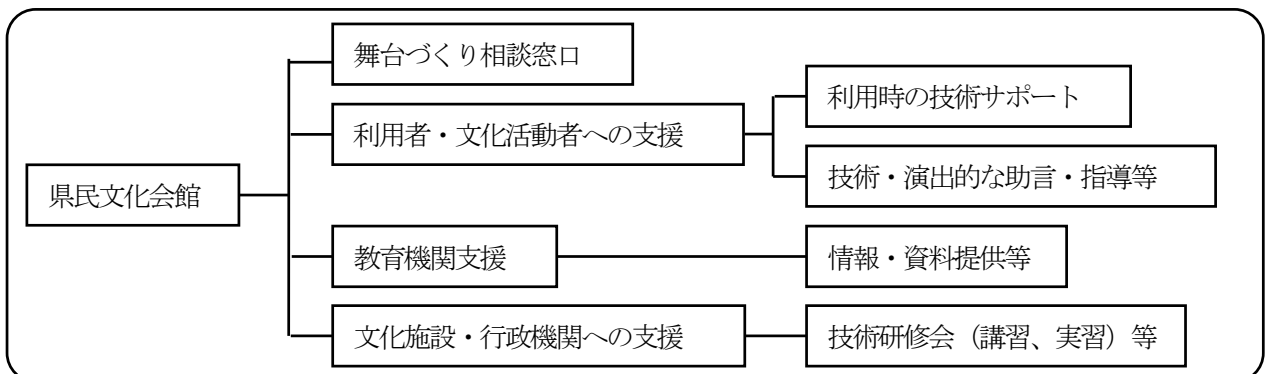 県民文化会館
舞台づくり相談窓口
利用者・文化活動者への支援
利用時の技術サポート
技術・演出的な助言・指導等
教育機関支援
情報・資料提供等
文化施設・行政機関への支援
技術研修会（講習、実習）等